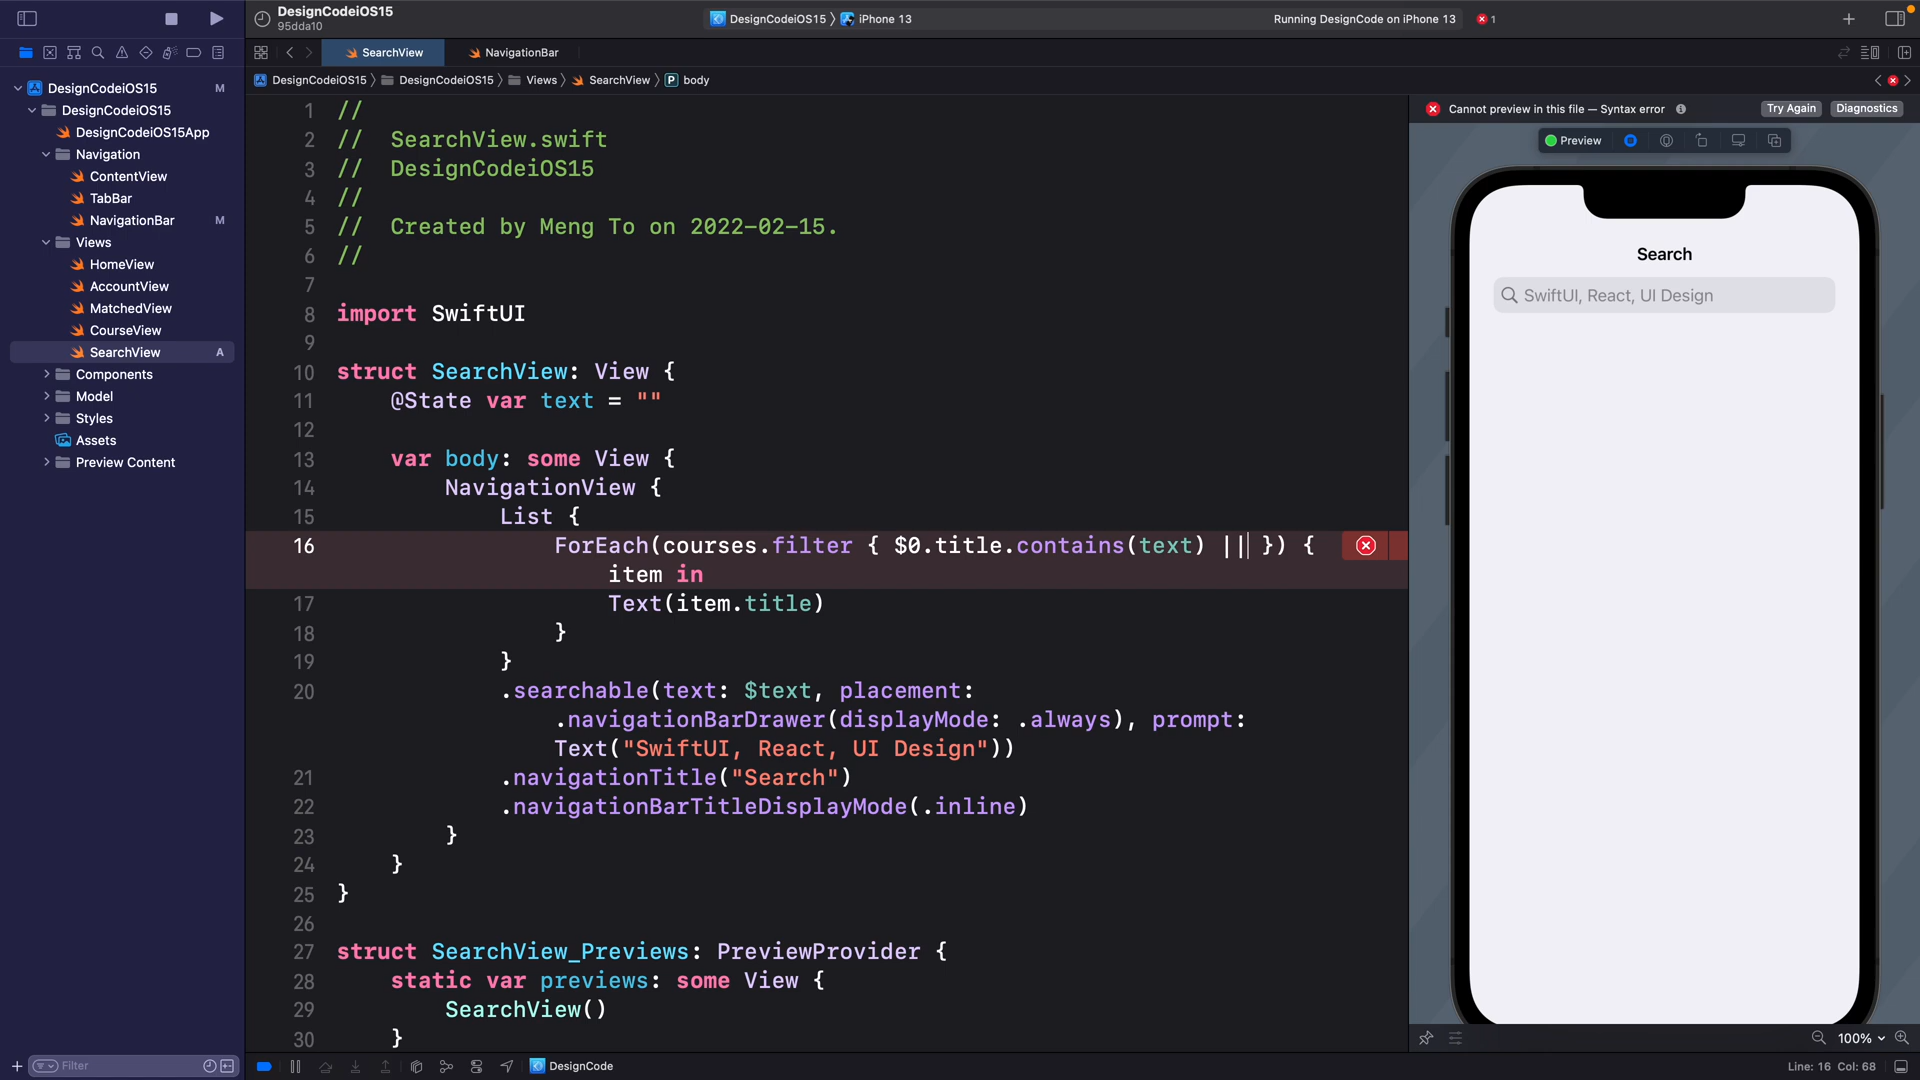 DesignCodeiOS15
95dda10
DesignCodeiOS15 〉 iPhone 13
Running DesignCode on iPhone 13
1
SearchView
NavigationBar
DesignCodeiOS15 〉 DesignCodeiOS15 〉 Views 〉 SearchView 〉 P body
DesignCodeiOS15 M
DesignCodeiOS15
DesignCodeiOS15App
Navigation
ContentView
TabBar
NavigationBar M
Views
HomeView
AccountView
MatchedView
CourseView
SearchView A
Components
Model
Styles
Assets
Preview Content
Filter
1 //
2 //  SearchView.swift
3 //  DesignCodeiOS15
4 //
5 //  Created by Meng To on 2022-02-15.
6 //
7
8 import SwiftUI
9
10 struct SearchView: View {
11     @State var text = ""
12
13     var body: some View {
14         NavigationView {
15             List {
16                 ForEach(courses.filter { $0.title.contains(text) || }) {
item in
17                     Text(item.title)
18                 }
19             }
20             .searchable(text: $text, placement:
.navigationBarDrawer(displayMode: .always), prompt:
Text("SwiftUI, React, UI Design"))
21             .navigationTitle("Search")
22             .navigationBarTitleDisplayMode(.inline)
23         }
24     }
25 }
26
27 struct SearchView_Previews: PreviewProvider {
28     static var previews: some View {
29         SearchView()
30     }
Cannot preview in this file — Syntax error
Try Again
Diagnostics
Preview
Search
SwiftUI, React, UI Design
100%
DesignCode
Line: 16 Col: 68